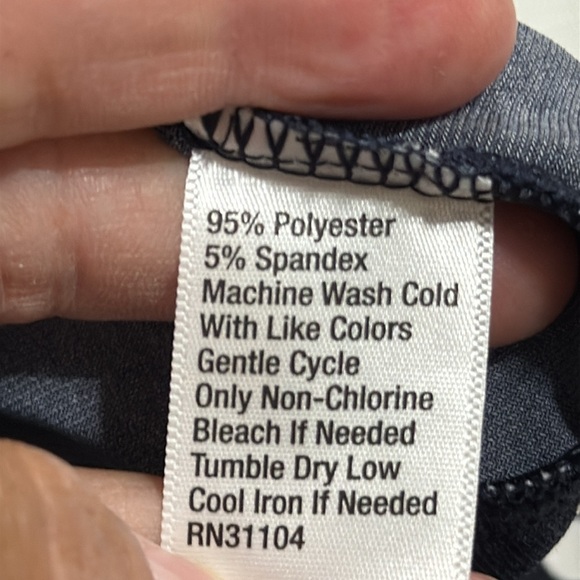 95% Polyester
5% Spandex
Machine Wash Cold
With Like Colors
Gentle Cycle
Only Non-Chlorine
Bleach If Needed
Tumble Dry Low
Cool Iron If Needed
RN31104